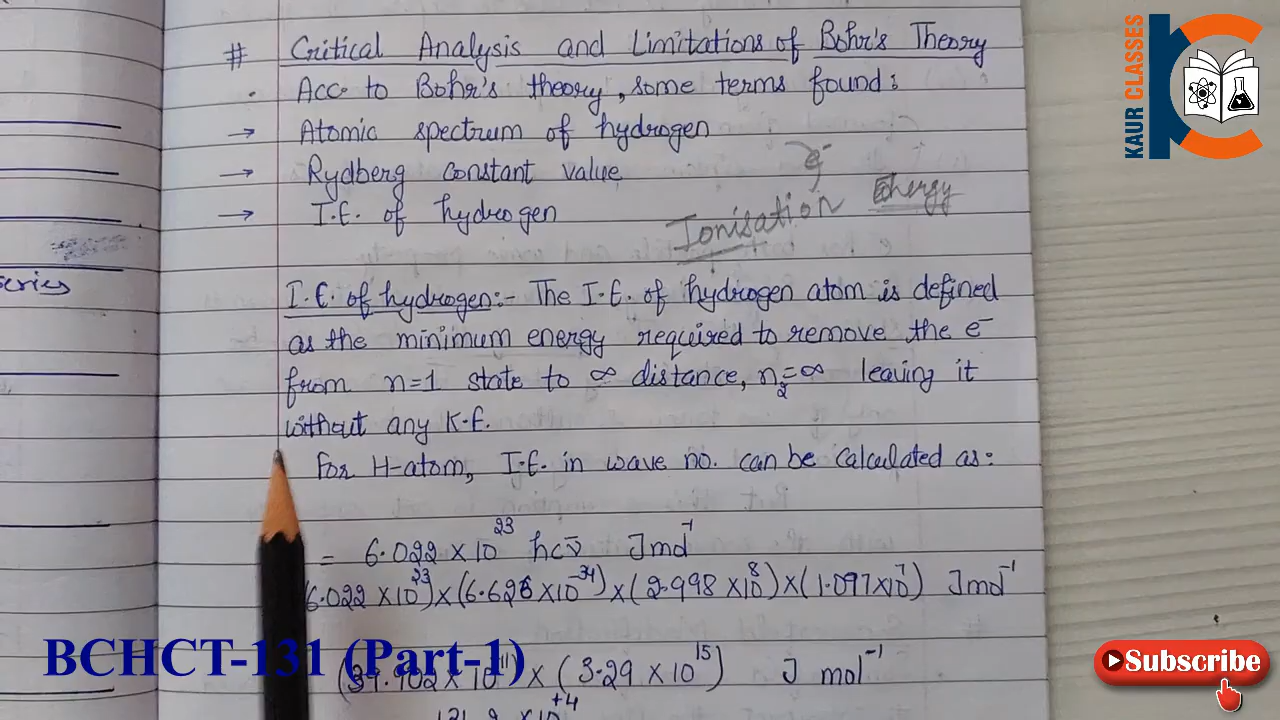 # Critical Analysis and Limitations of Bohr's Theory
. Acc. to Bohr's theory, some terms found:
→ Atomic spectrum of hydrogen
e⁻
→ Rydberg constant value
→ I.E. of hydrogen
Ionisation Energy
I.E. of hydrogen:- The I.E. of hydrogen atom is defined
as the minimum energy required to remove the e⁻
from n=1 state to ∞ distance, n₂=∞ leaving it
without any K.E.
For H-atom, I.E. in wave no. can be calculated as:
= 6.022 × 10²³ hcν̄ Jmol⁻¹
(6.022 × 10²³) × (6.626 × 10⁻³⁴) × (2.998 × 10⁸) × (1.097 × 10⁷) Jmol⁻¹
× (3.29 × 10¹⁵) J mol⁻¹
series
KAUR CLASSES
BCHCT-131 (Part-1)
Subscribe